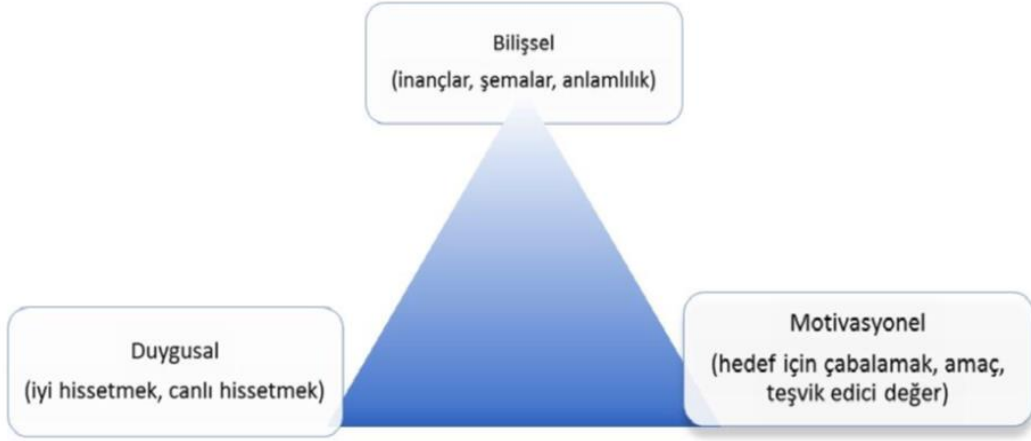 Bilişsel
(inançlar, şemalar, anlamlılık)
Duygusal
(iyi hissetmek, canlı hissetmek)
Motivasyonel
(hedef için çabalamak, amaç,
teşvik edici değer)